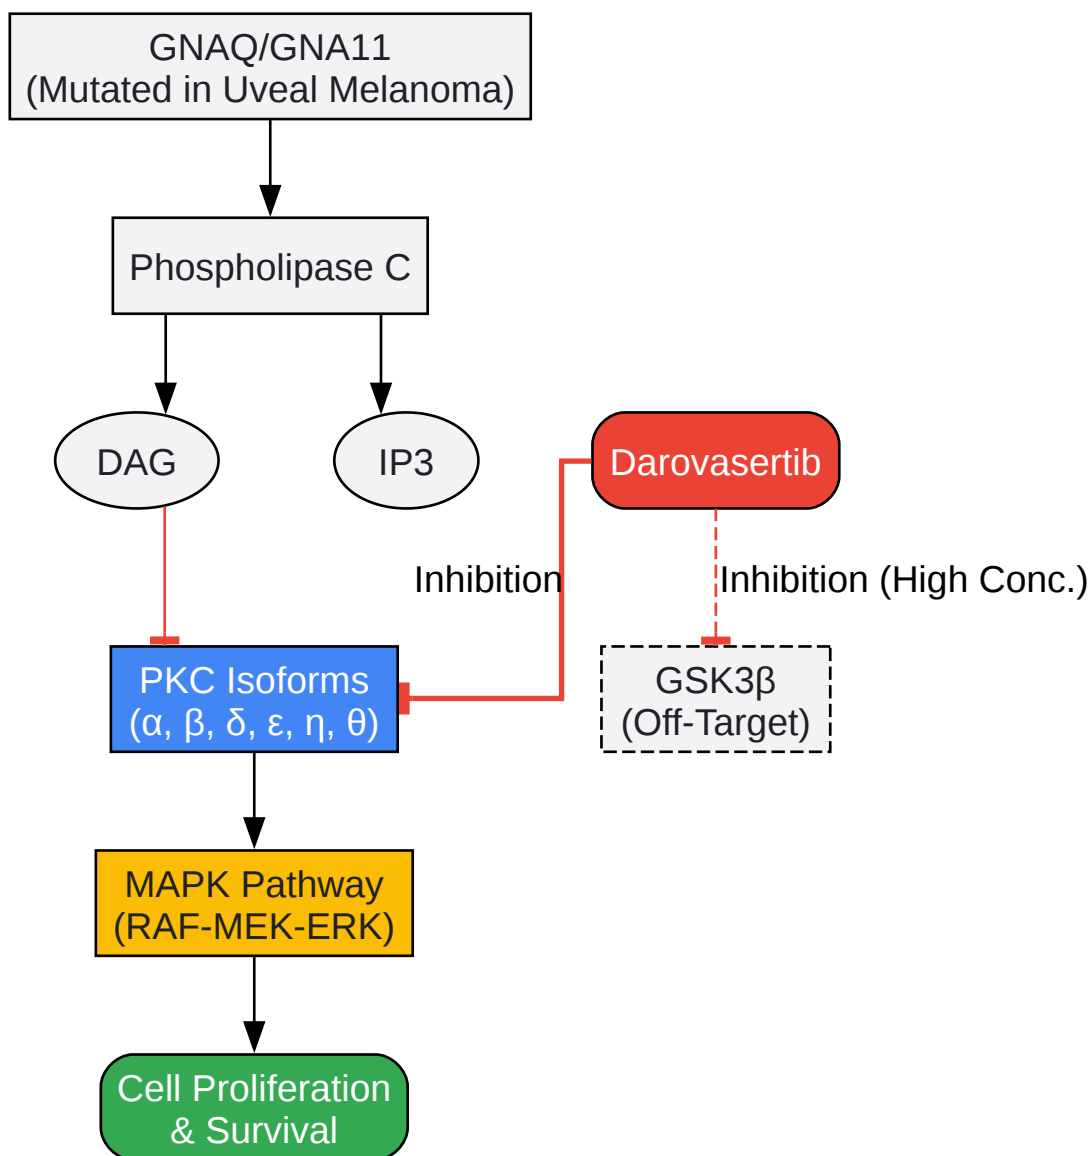 GNAQ/GNA11
(Mutated in Uveal Melanoma)
Phospholipase C
DAG
IP3
Darovasertib
Inhibition
Inhibition (High Conc.)
PKC Isoforms
(α, β, δ, ε, η, θ)
GSK3β
(Off-Target)
MAPK Pathway
(RAF-MEK-ERK)
Cell Proliferation
& Survival